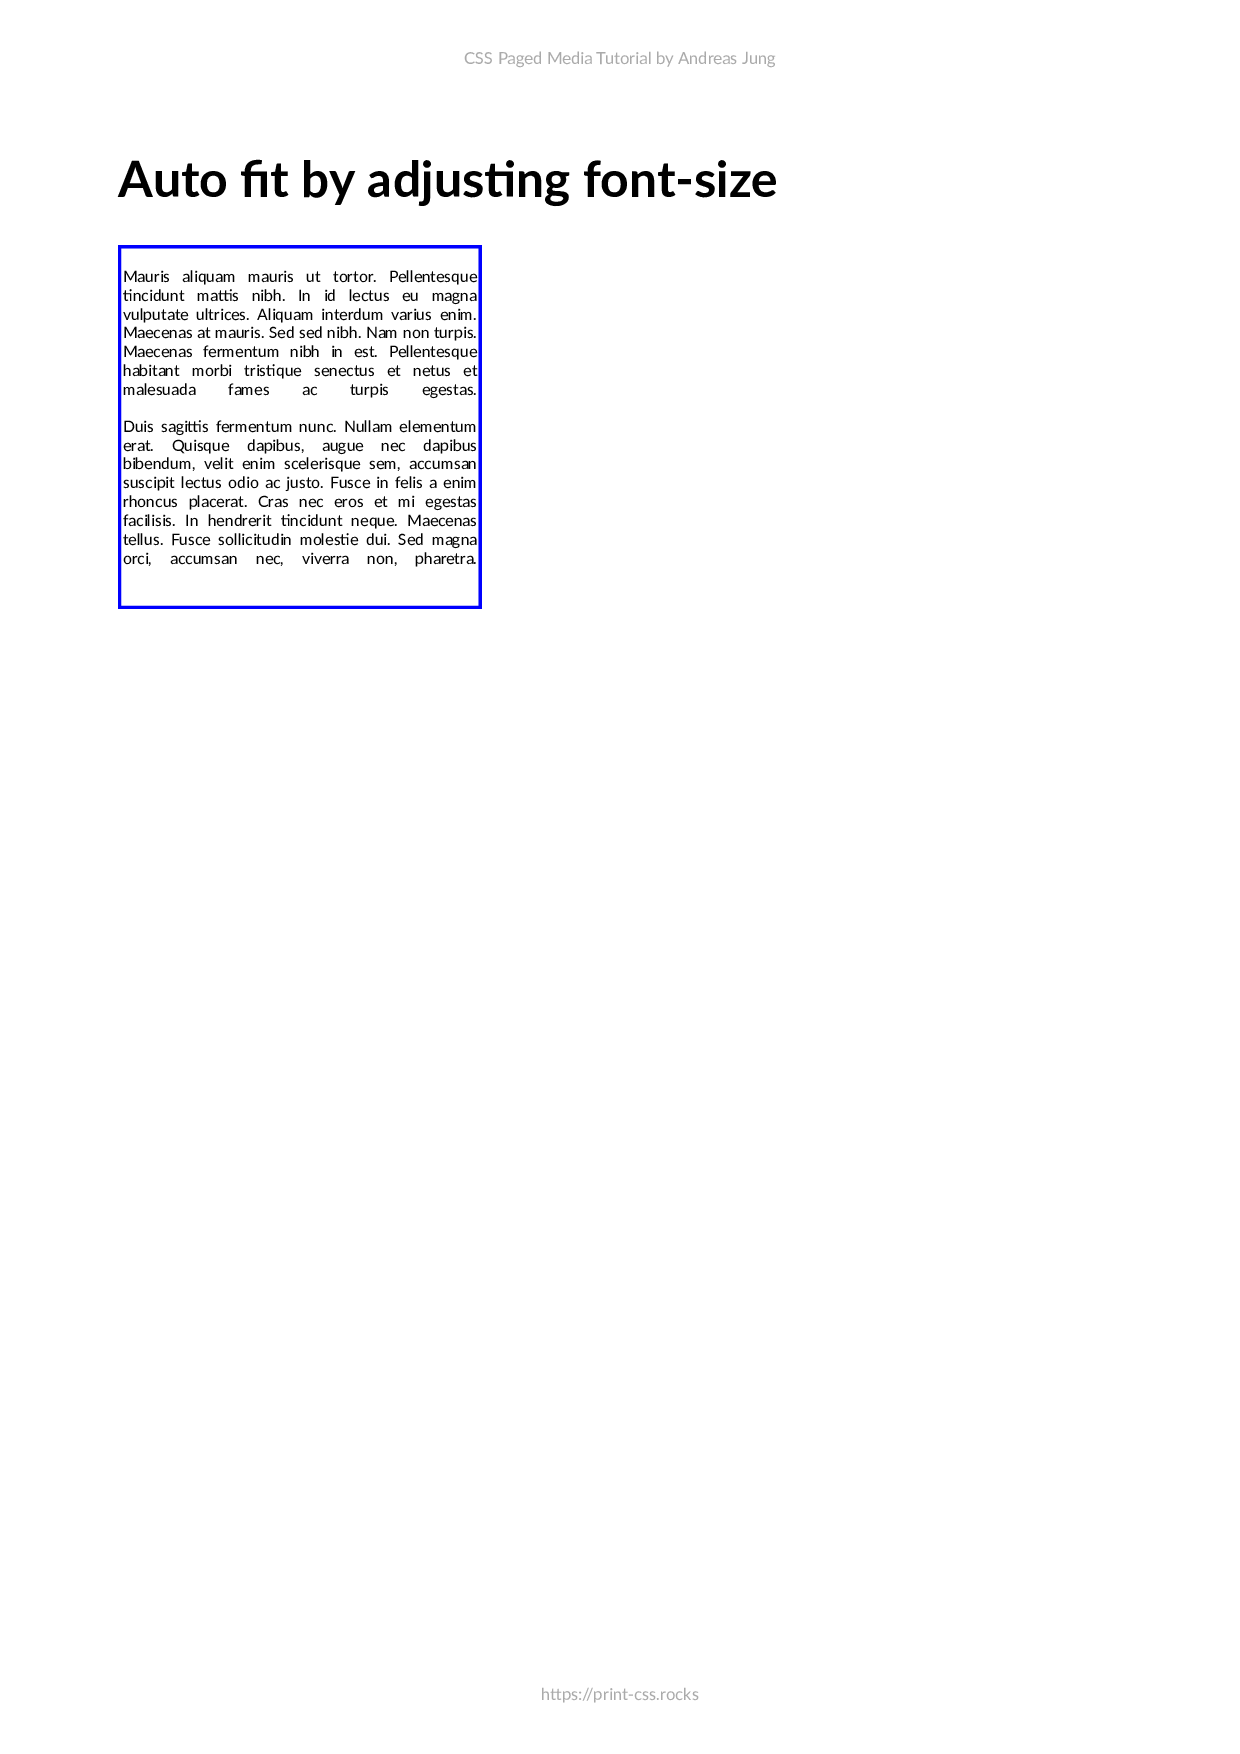 CSS Paged Media Tutorial by Andreas Jung
Auto fit by adjusting font-size
Mauris aliquam mauris ut tortor. Pellentesque
tincidunt mattis nibh. In id lectus eu magna
vulputate ultrices. Aliquam interdum varius enim.
Maecenas at mauris. Sed sed nibh. Nam non turpis.
Maecenas fermentum nibh in est. Pellentesque
habitant morbi tristique senectus et netus et
malesuada fames ac turpis egestas.
Duis sagittis fermentum nunc. Nullam elementum
erat. Quisque dapibus, augue nec dapibus
bibendum, velit enim scelerisque sem, accumsan
suscipit lectus odio ac justo. Fusce in felis a enim
rhoncus placerat. Cras nec eros et mi egestas
facilisis. In hendrerit tincidunt neque. Maecenas
tellus. Fusce sollicitudin molestie dui. Sed magna
orci, accumsan nec, viverra non, pharetra.
https://print-css.rocks